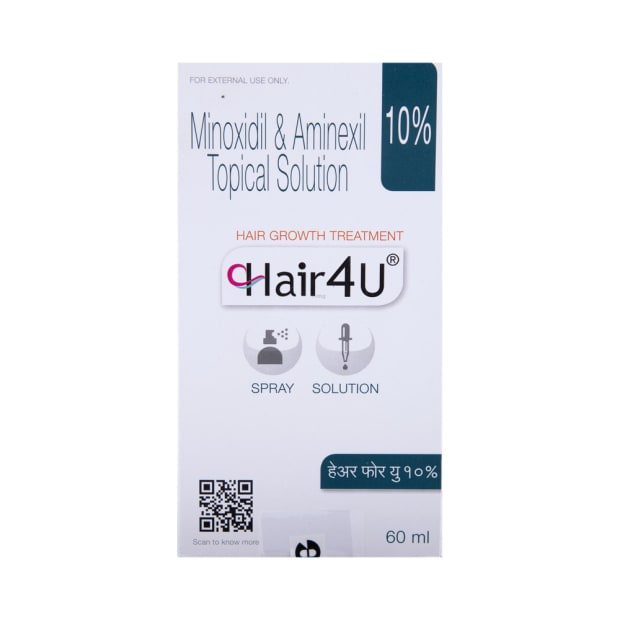 FOR EXTERNAL USE ONLY.
Minoxidil & Aminexil
Topical Solution
10%
HAIR GROWTH TREATMENT
Hair4U®
SPRAY SOLUTION
हेअर फोर यु १०%
Scan to know more
60 ml
e